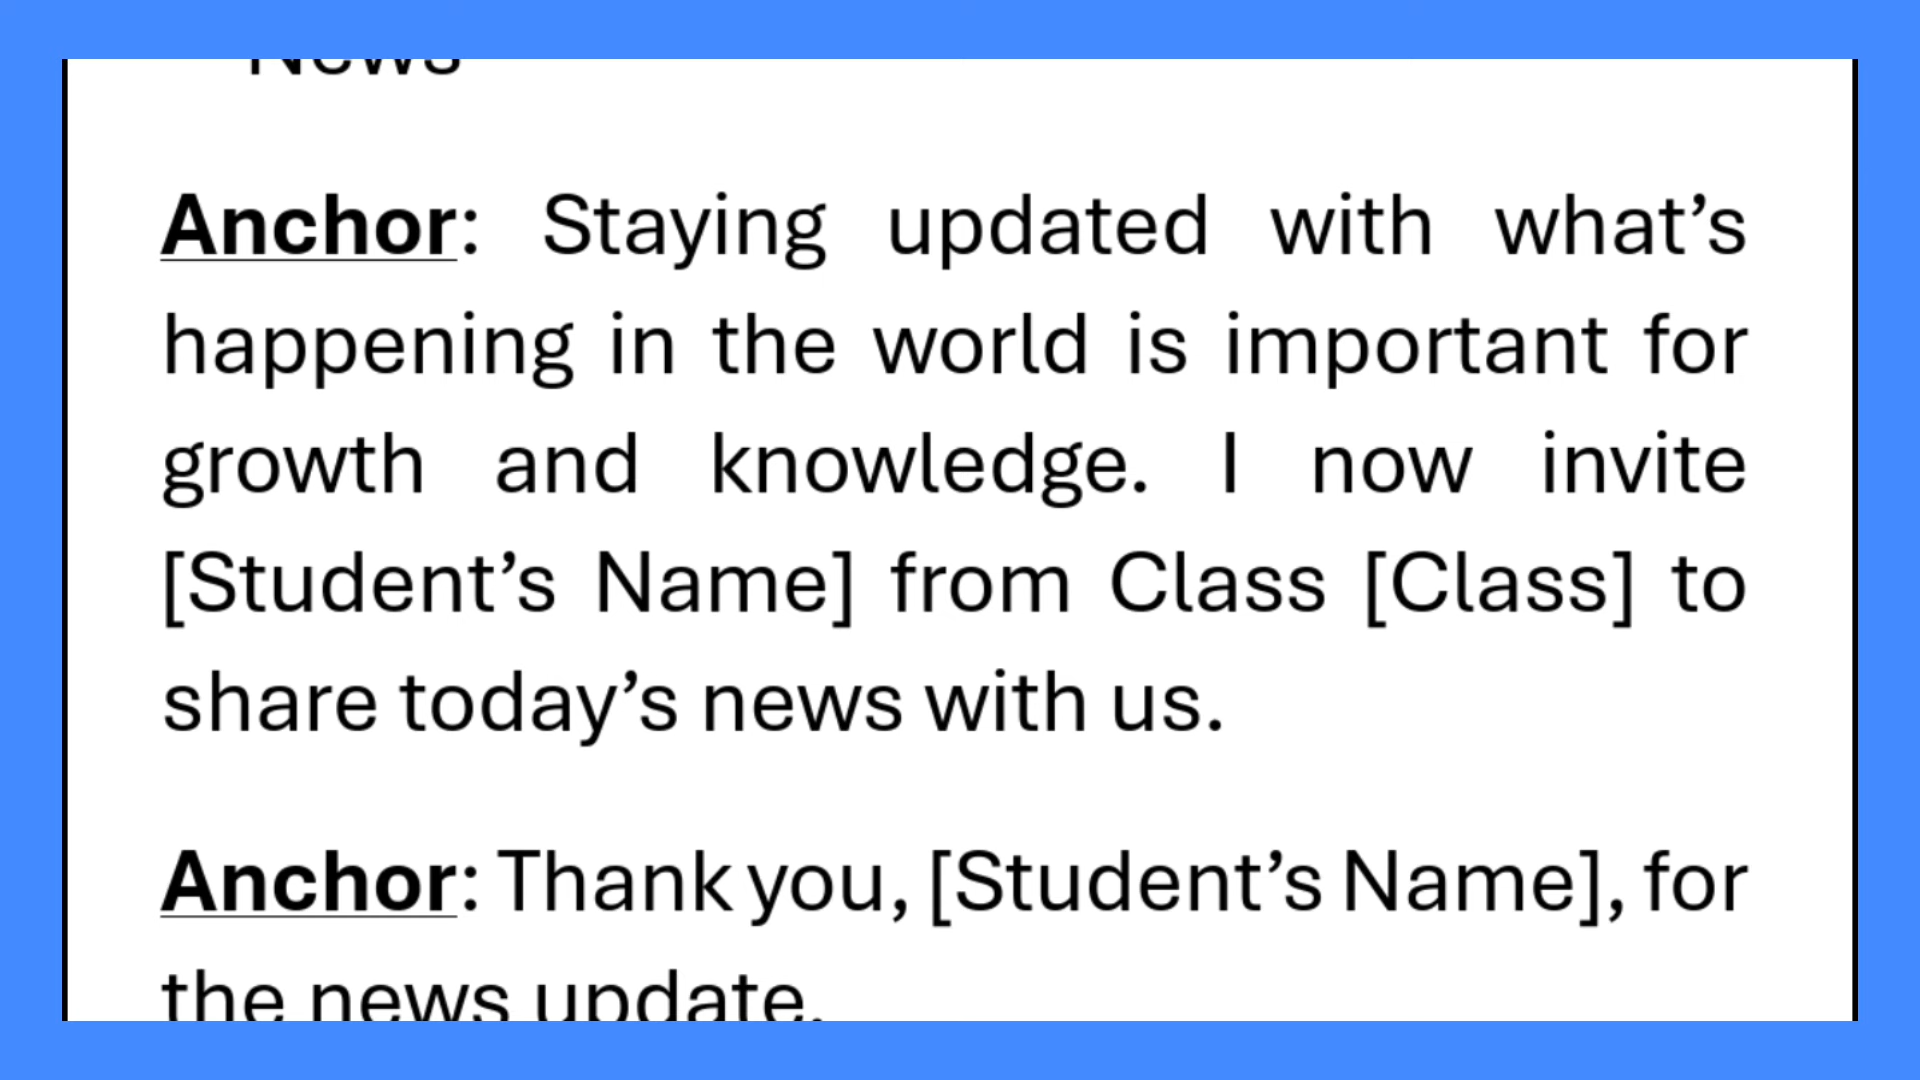 News
Anchor: Staying updated with what’s
happening in the world is important for
growth and knowledge. I now invite
[Student’s Name] from Class [Class] to
share today’s news with us.
Anchor: Thank you, [Student’s Name], for
the news update.